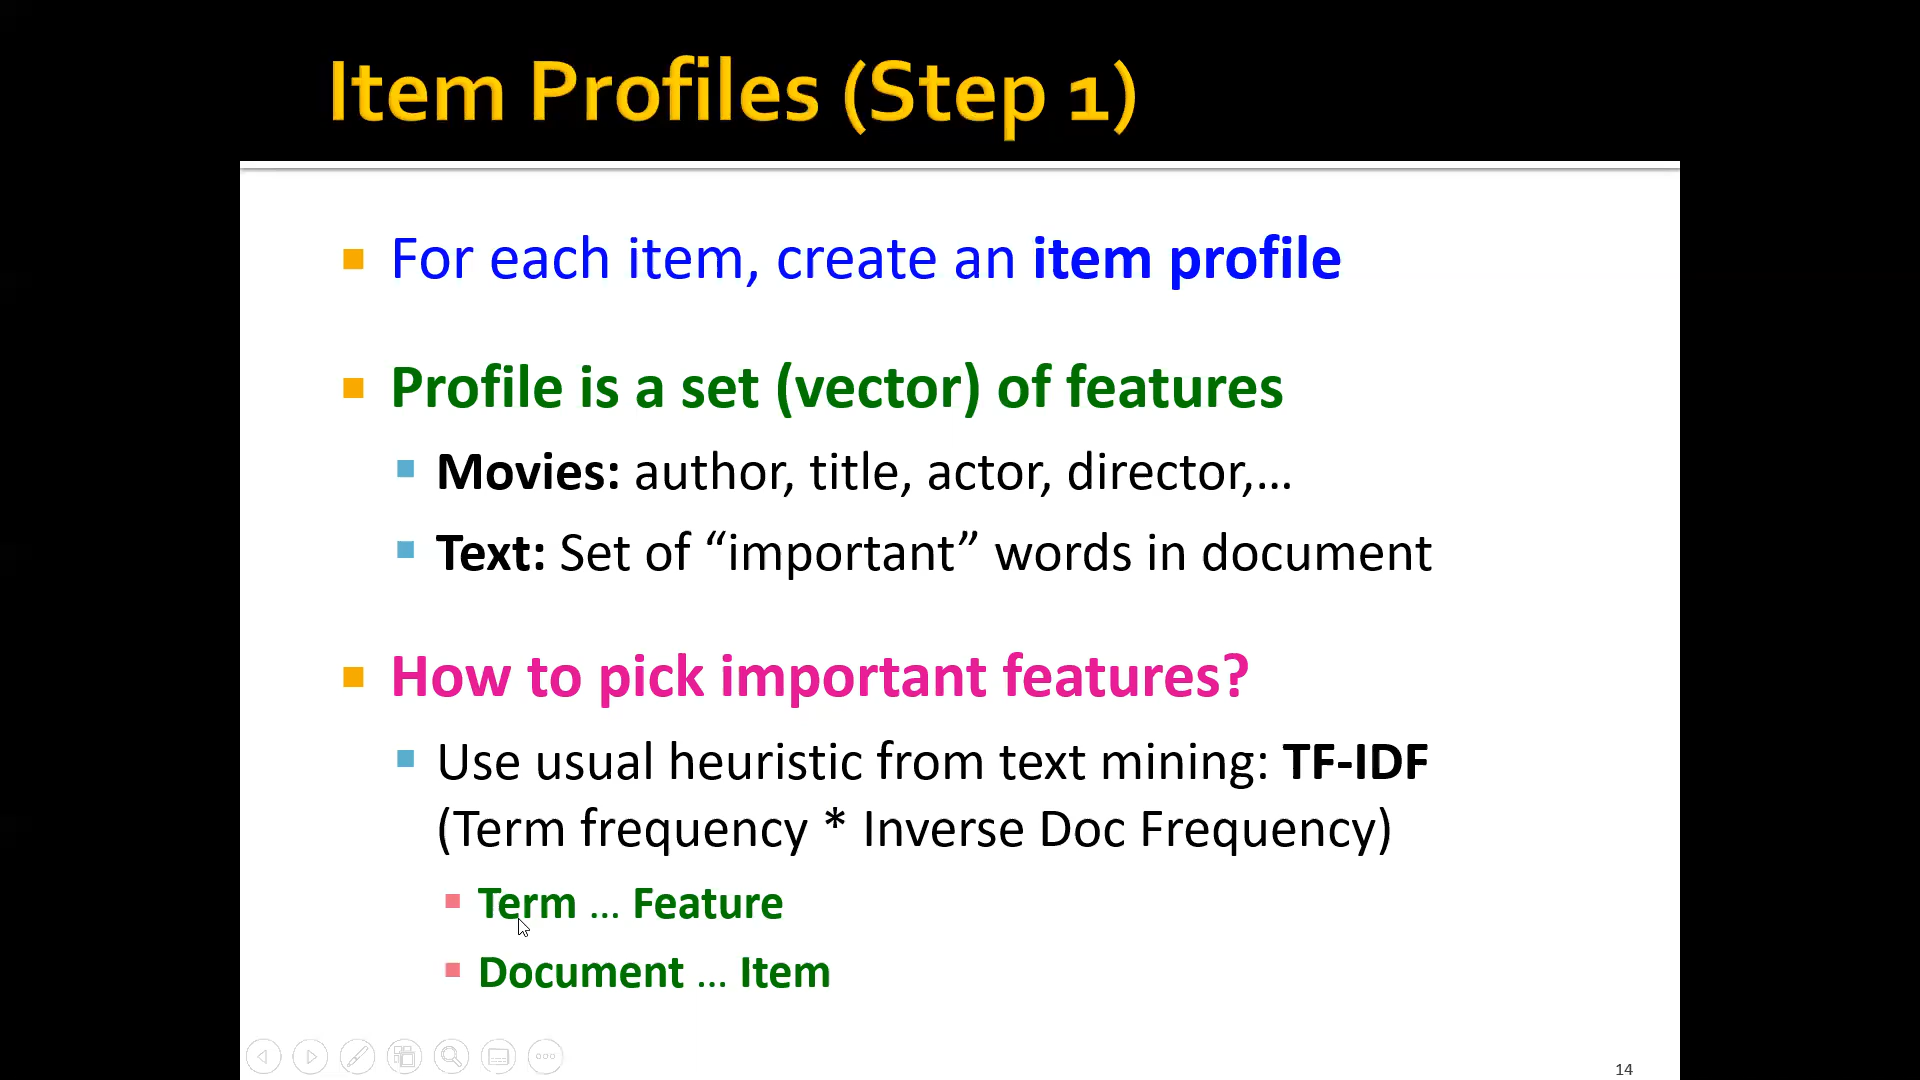 Item Profiles (Step 1)
For each item, create an item profile
Profile is a set (vector) of features
Movies: author, title, actor, director,...
Text: Set of “important” words in document
How to pick important features?
Use usual heuristic from text mining: TF-IDF
(Term frequency * Inverse Doc Frequency)
Term ... Feature
Document ... Item
14